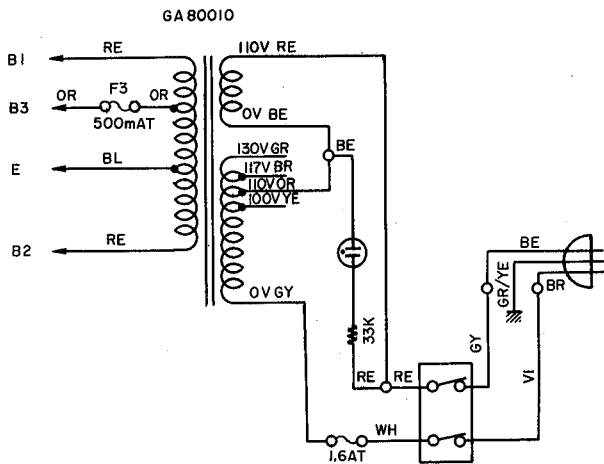 GA80010
B1 RE 110V RE
B3 OR F3 OR
500mAT
0V BE
E BL
130V GR
117V BR
110V OR
100V YE
BE
B2 RE
0V GY
33K
RE RE
WH
1,6AT
BE
GR/YE
BR
GY
VI